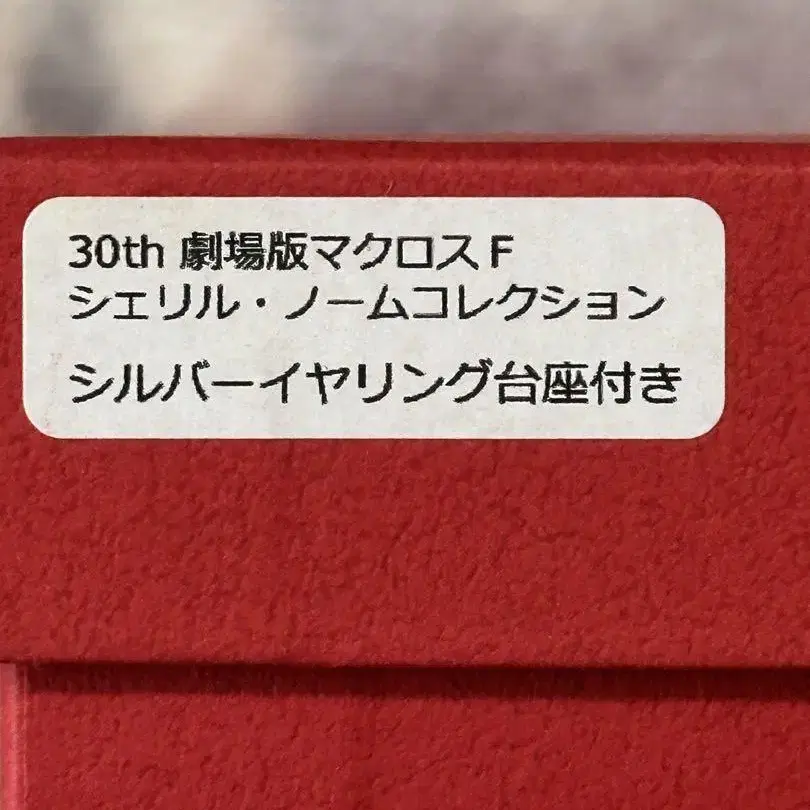 30th 劇場版マクロスF
シェリル・ノームコレクション
シルバーイヤリング台座付き